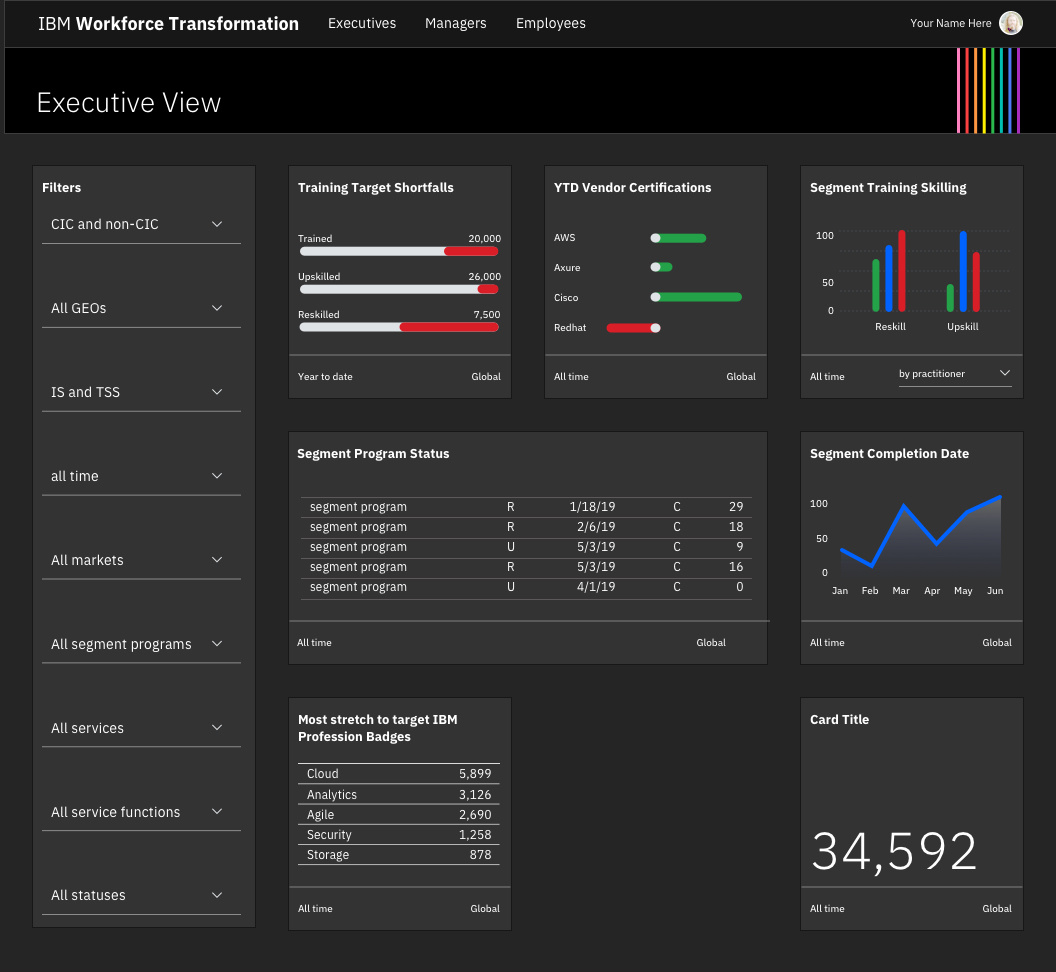 IBM Workforce Transformation Executives Managers Employees Your Name Here
Executive View
Filters
CIC and non-CIC
All GEOs
IS and TSS
all time
All markets
All segment programs
All services
All service functions
All statuses
Training Target Shortfalls
Trained 20,000
Upskilled 26,000
Reskilled 7,500
Year to date Global
YTD Vendor Certifications
AWS
Axure
Cisco
Redhat
All time Global
Segment Training Skilling
100
50
0
Reskill Upskill
All time by practitioner
Segment Program Status
segment program R 1/18/19 C 29
segment program R 2/6/19 C 18
segment program U 5/3/19 C 9
segment program R 5/3/19 C 16
segment program U 4/1/19 C 0
All time Global
Segment Completion Date
100
50
0
Jan Feb Mar Apr May Jun
All time Global
Most stretch to target IBM
Profession Badges
Cloud 5,899
Analytics 3,126
Agile 2,690
Security 1,258
Storage 878
All time Global
Card Title
34,592
All time Global